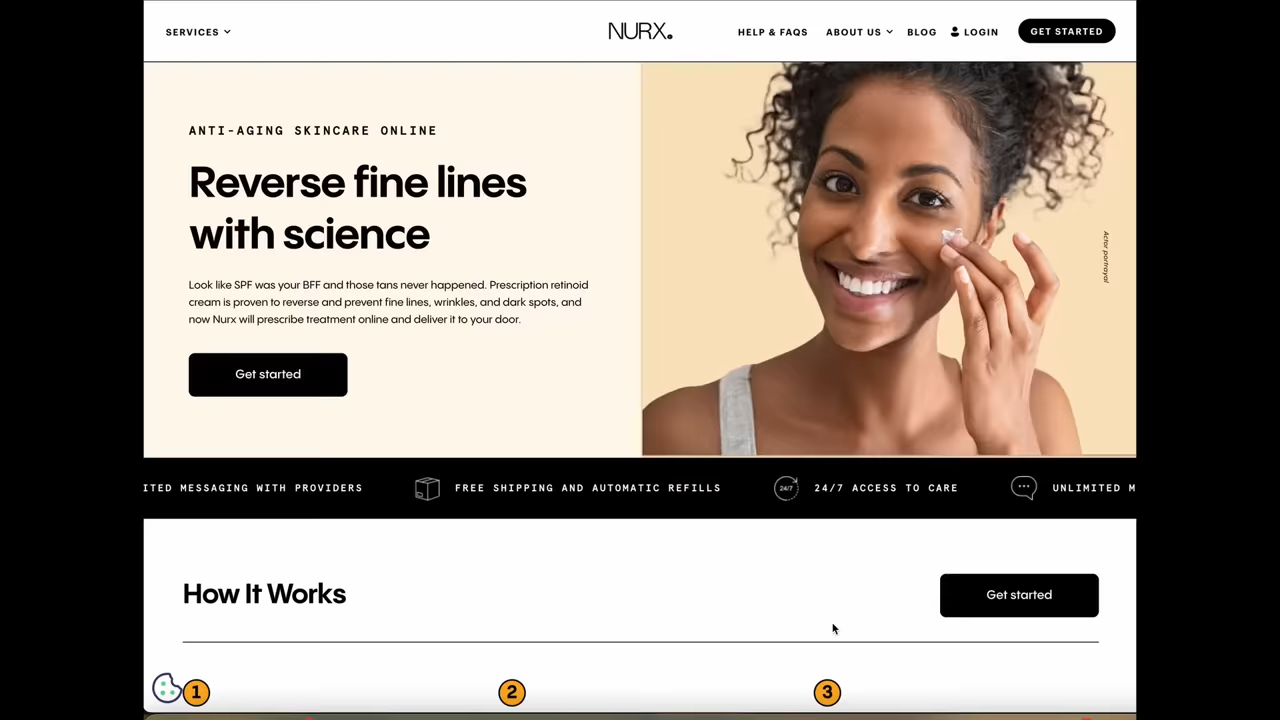 SERVICES
NURX.
HELP & FAQS
ABOUT US
BLOG
LOGIN
GET STARTED
ANTI-AGING SKINCARE ONLINE
Reverse fine lines
with science
Look like SPF was your BFF and those tans never happened. Prescription retinoid
cream is proven to reverse and prevent fine lines, wrinkles, and dark spots, and
now Nurx will prescribe treatment online and deliver it to your door.
Get started
Actor portrayal
ITED MESSAGING WITH PROVIDERS
FREE SHIPPING AND AUTOMATIC REFILLS
24/7
24/7 ACCESS TO CARE
UNLIMITED M
How It Works
Get started
1
2
3